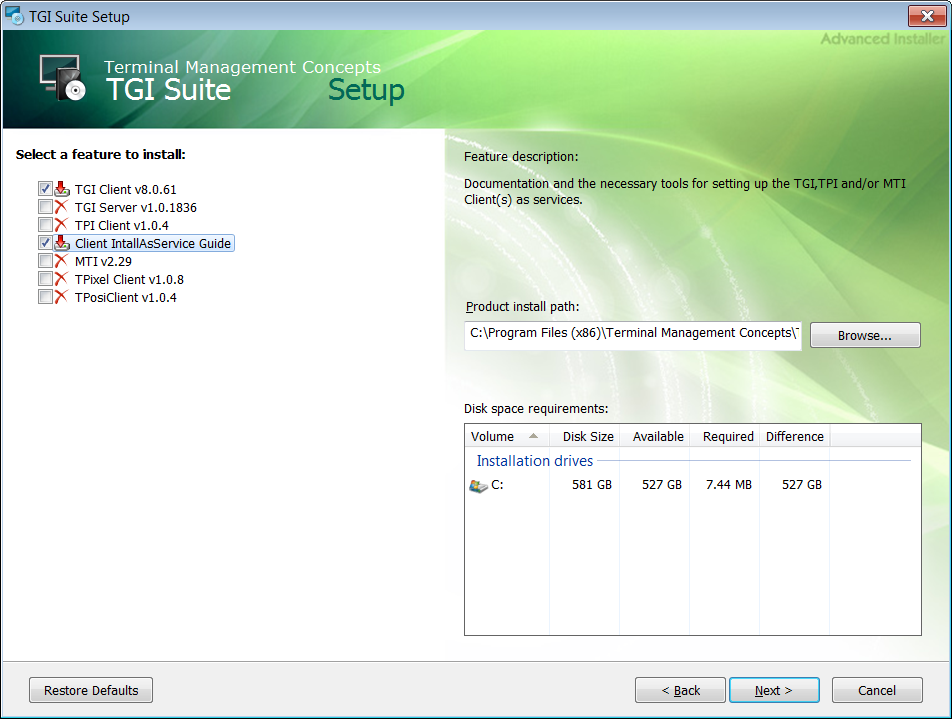 TGI Suite Setup
Advanced Installer
Terminal Management Concepts
TGI Suite Setup
Select a feature to install:
TGI Client v8.0.61
TGI Server v1.0.1836
TPI Client v1.0.4
Client IntallAsService Guide
MTI v2.29
TPixel Client v1.0.8
TPosiClient v1.0.4
Feature description:
Documentation and the necessary tools for setting up the TGI,TPI and/or MTI
Client(s) as services.
Product install path:
C:\Program Files (x86)\Terminal Management Concepts\
Browse...
Disk space requirements:
Volume Disk Size Available Required Difference
Installation drives
C: 581 GB 527 GB 7.44 MB 527 GB
Restore Defaults
< Back
Next >
Cancel